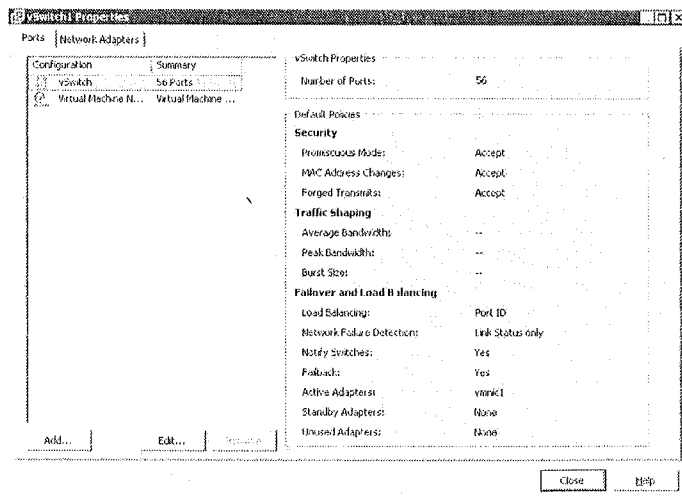 vSwitch1 Properties
Ports Network Adapters
Configuration Summary
vSwitch 56 Ports
Virtual Machine N... Virtual Machine ...
Add... Edit... Remove
vSwitch Properties
Number of Ports: 56
Default Policies
Security
Promiscuous Mode: Accept
MAC Address Changes: Accept
Forged Transmits: Accept
Traffic Shaping
Average Bandwidth: --
Peak Bandwidth: --
Burst Size: --
Failover and Load Balancing
Load Balancing: Port ID
Network Failure Detection: Link Status only
Notify Switches: Yes
Failback: Yes
Active Adapters: vmnic1
Standby Adapters: None
Unused Adapters: None
Close Help